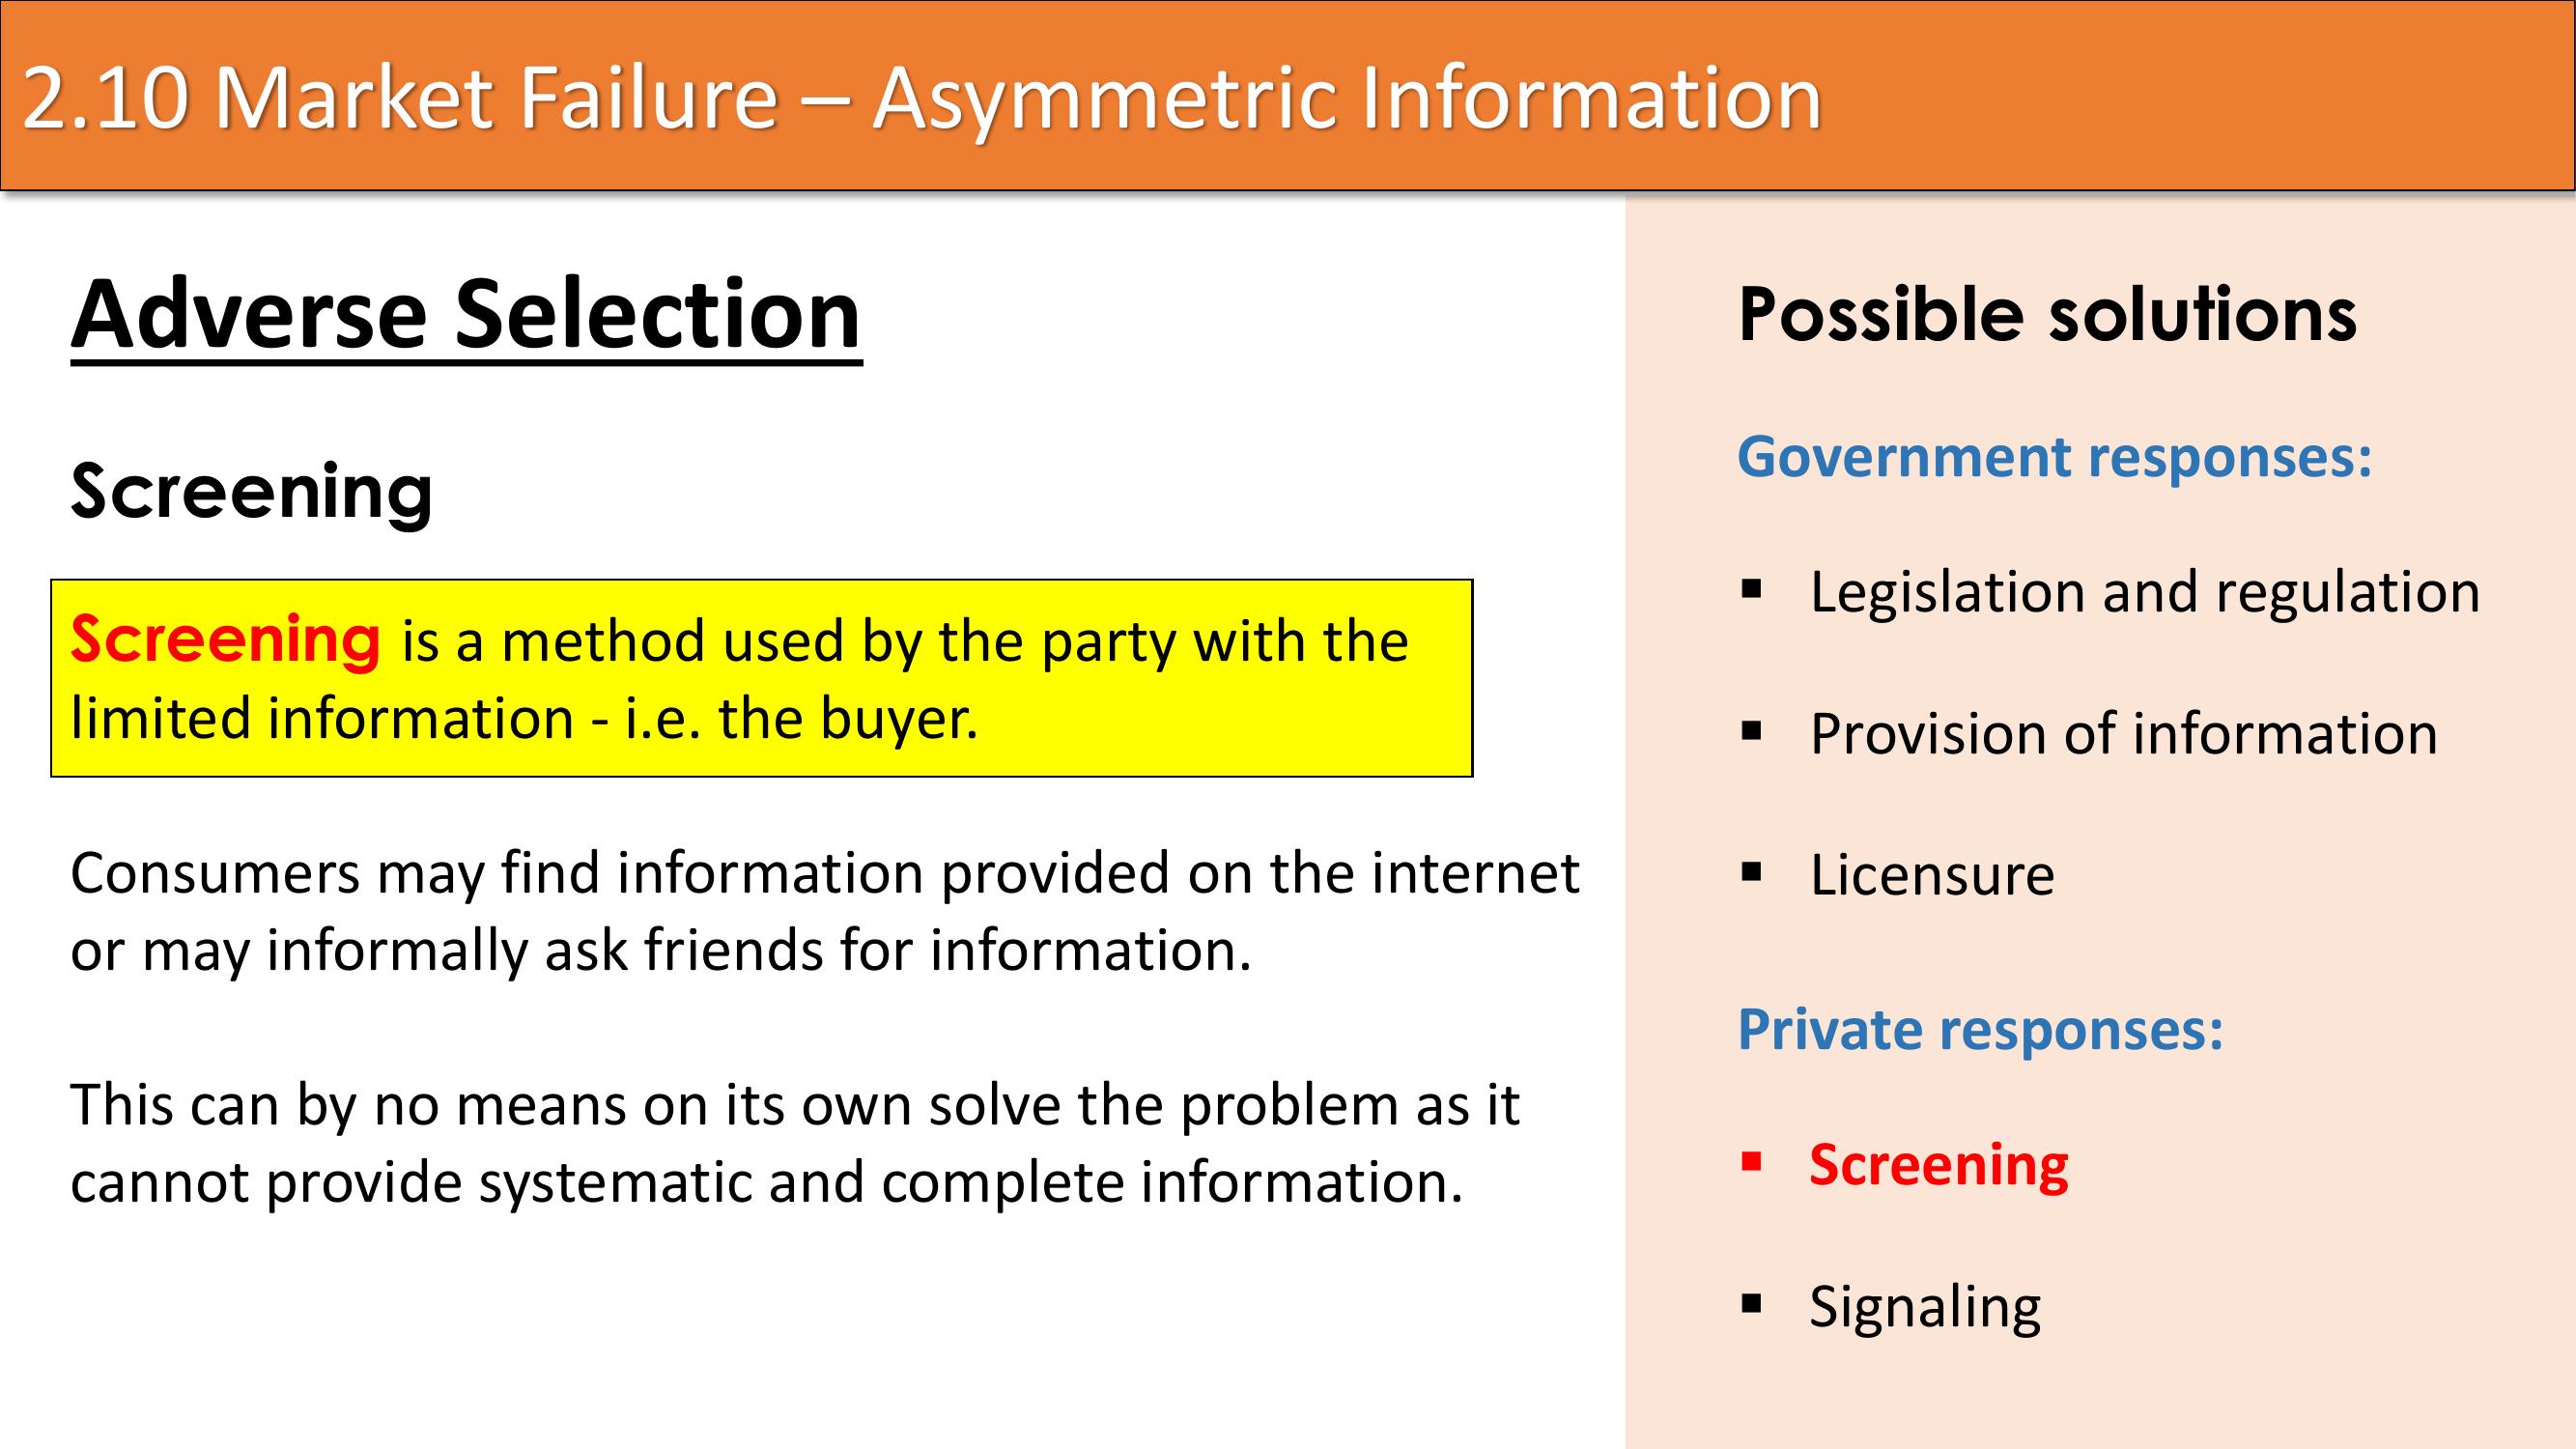 2.10 Market Failure – Asymmetric Information
Adverse Selection
Screening
Screening is a method used by the party with the
limited information - i.e. the buyer.
Consumers may find information provided on the internet
or may informally ask friends for information.
This can by no means on its own solve the problem as it
cannot provide systematic and complete information.
Possible solutions
Government responses:
▪ Legislation and regulation
▪ Provision of information
▪ Licensure
Private responses:
▪ Screening
▪ Signaling